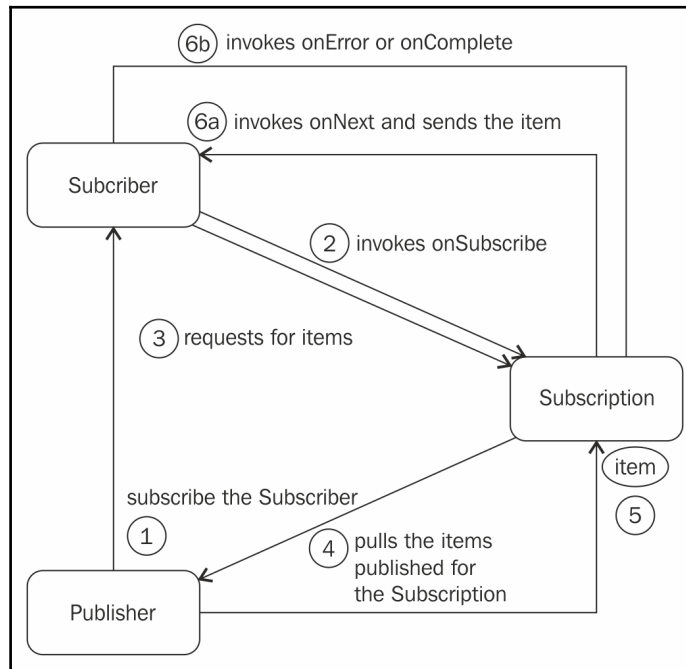 6b invokes onError or onComplete
6a invokes onNext and sends the item
Subcriber
2 invokes onSubscribe
3 requests for items
Subscription
item
5
subscribe the Subscriber
1
4 pulls the items
published for
the Subscription
Publisher